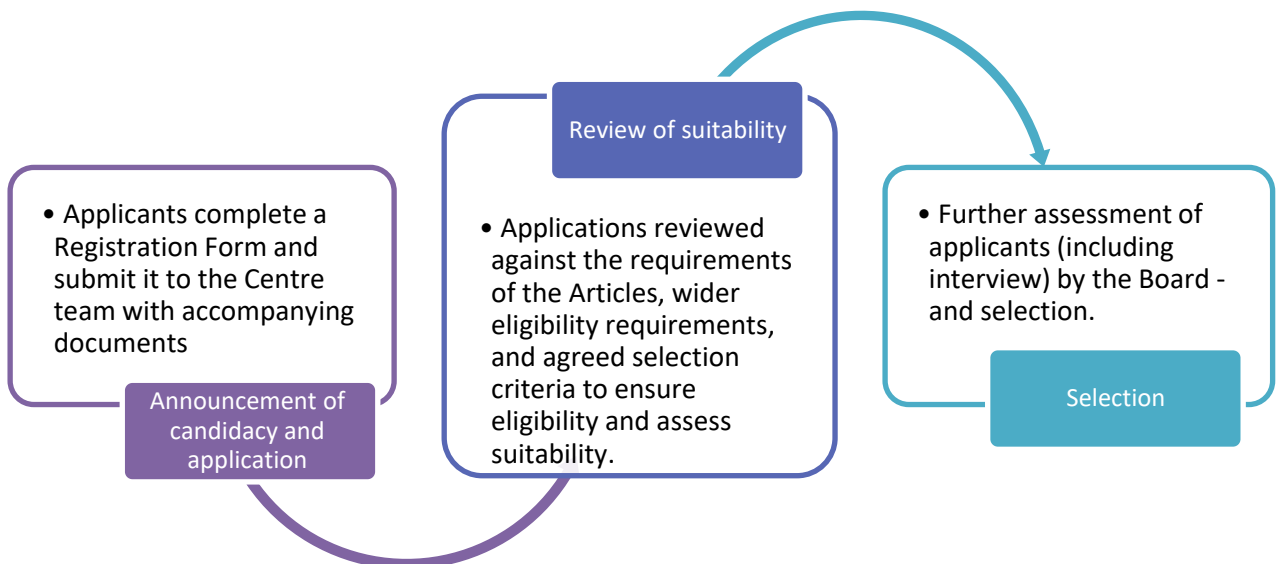 • Applicants complete a
Registration Form and
submit it to the Centre
team with accompanying
documents
Announcement of
candidacy and
application
Review of suitability
• Applications reviewed
against the requirements
of the Articles, wider
eligibility requirements,
and agreed selection
criteria to ensure
eligibility and assess
suitability.
• Further assessment of
applicants (including
interview) by the Board -
and selection.
Selection